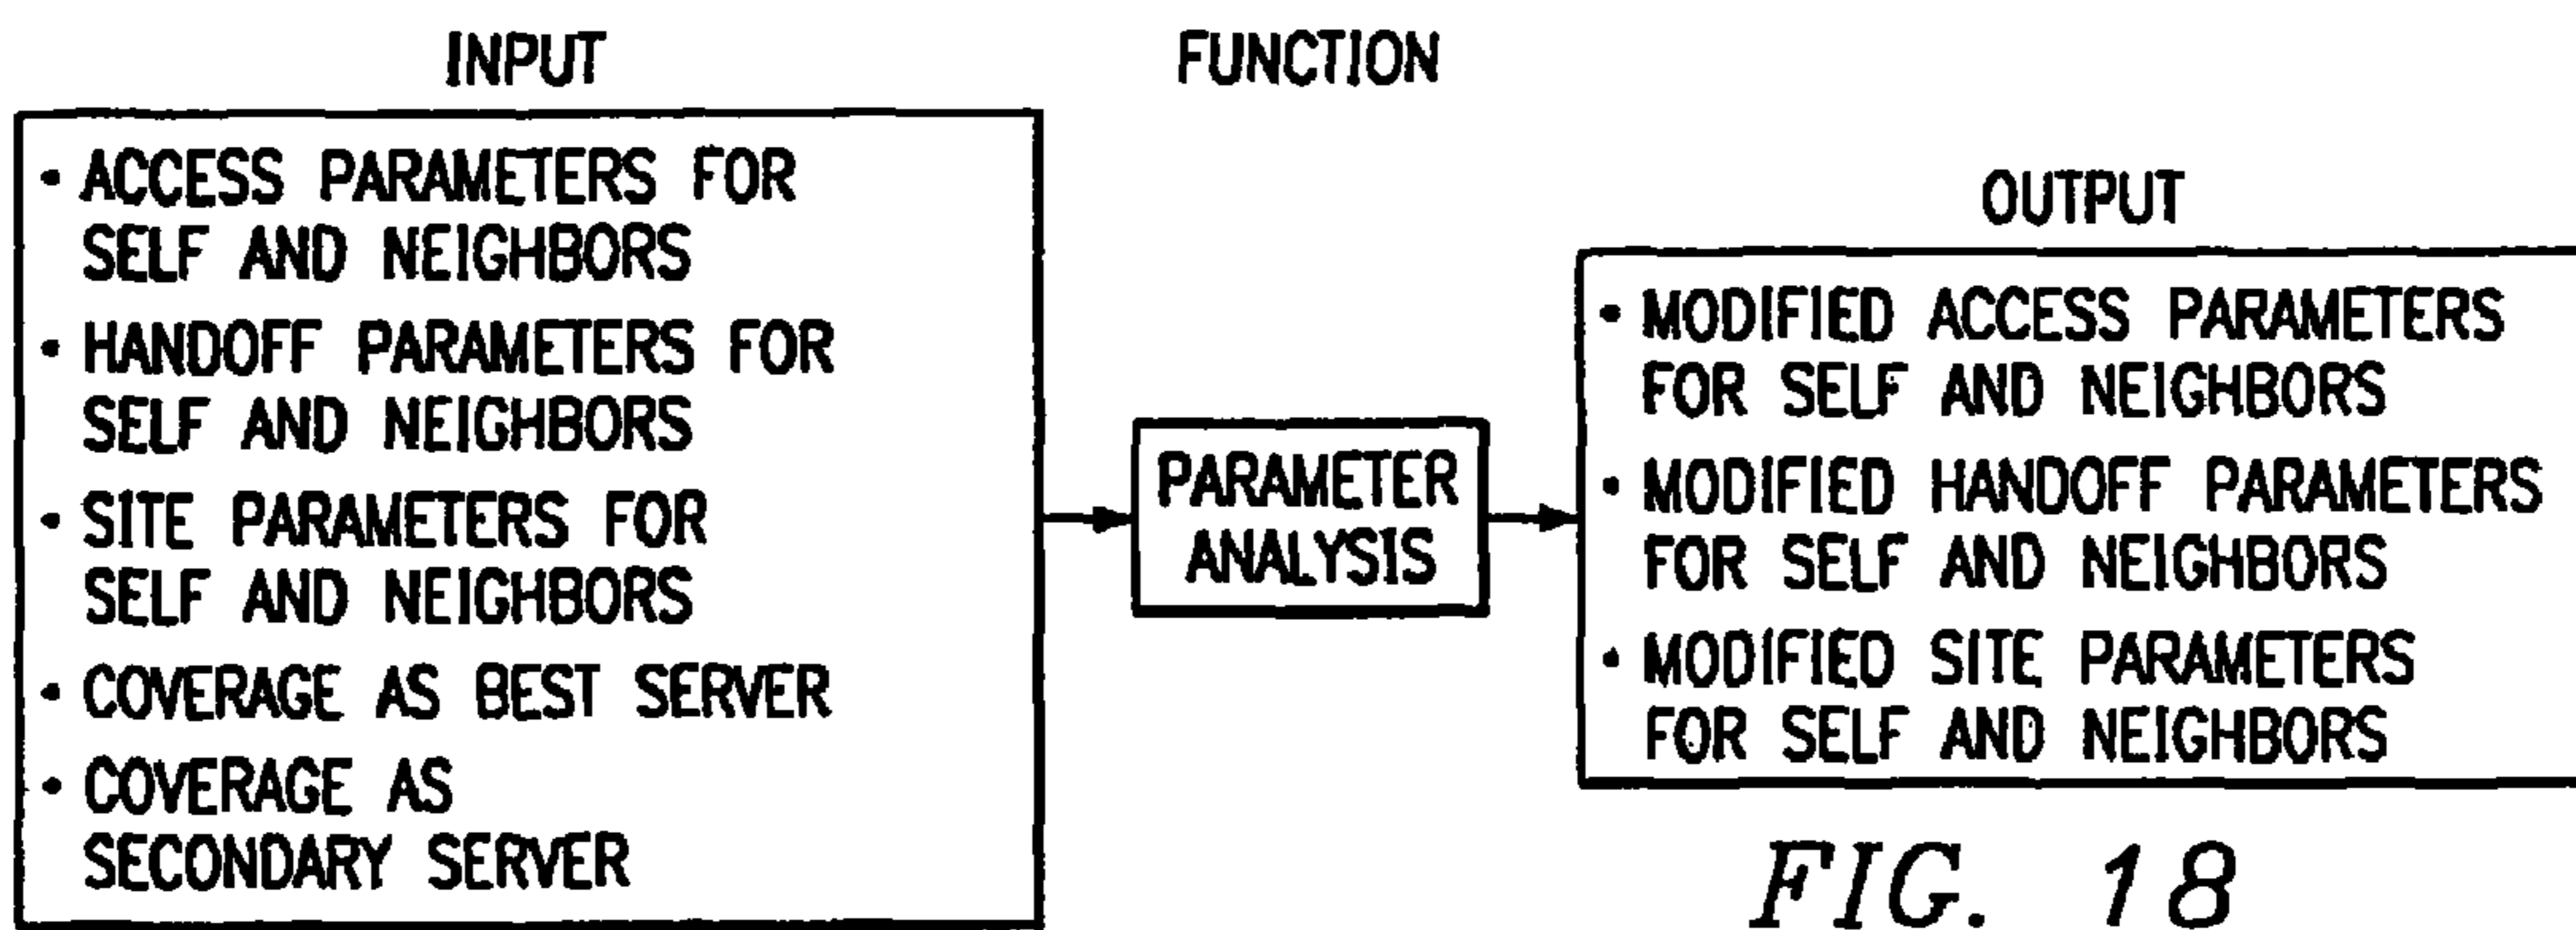 INPUT
• ACCESS PARAMETERS FOR
SELF AND NEIGHBORS
• HANDOFF PARAMETERS FOR
SELF AND NEIGHBORS
• SITE PARAMETERS FOR
SELF AND NEIGHBORS
• COVERAGE AS BEST SERVER
• COVERAGE AS
SECONDARY SERVER
FUNCTION
PARAMETER
ANALYSIS
OUTPUT
• MODIFIED ACCESS PARAMETERS
FOR SELF AND NEIGHBORS
• MODIFIED HANDOFF PARAMETERS
FOR SELF AND NEIGHBORS
• MODIFIED SITE PARAMETERS
FOR SELF AND NEIGHBORS
FIG. 18